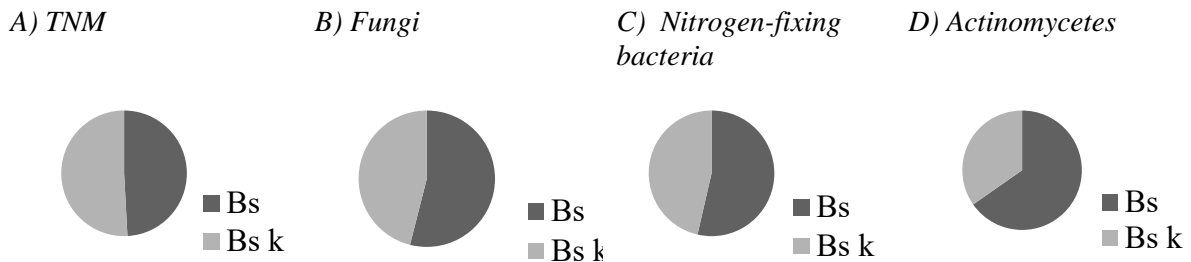 A) TNM
B) Fungi
C) Nitrogen-fixing
bacteria
D) Actinomycetes
Bs
Bs k
Bs
Bs k
Bs
Bs k
Bs
Bs k